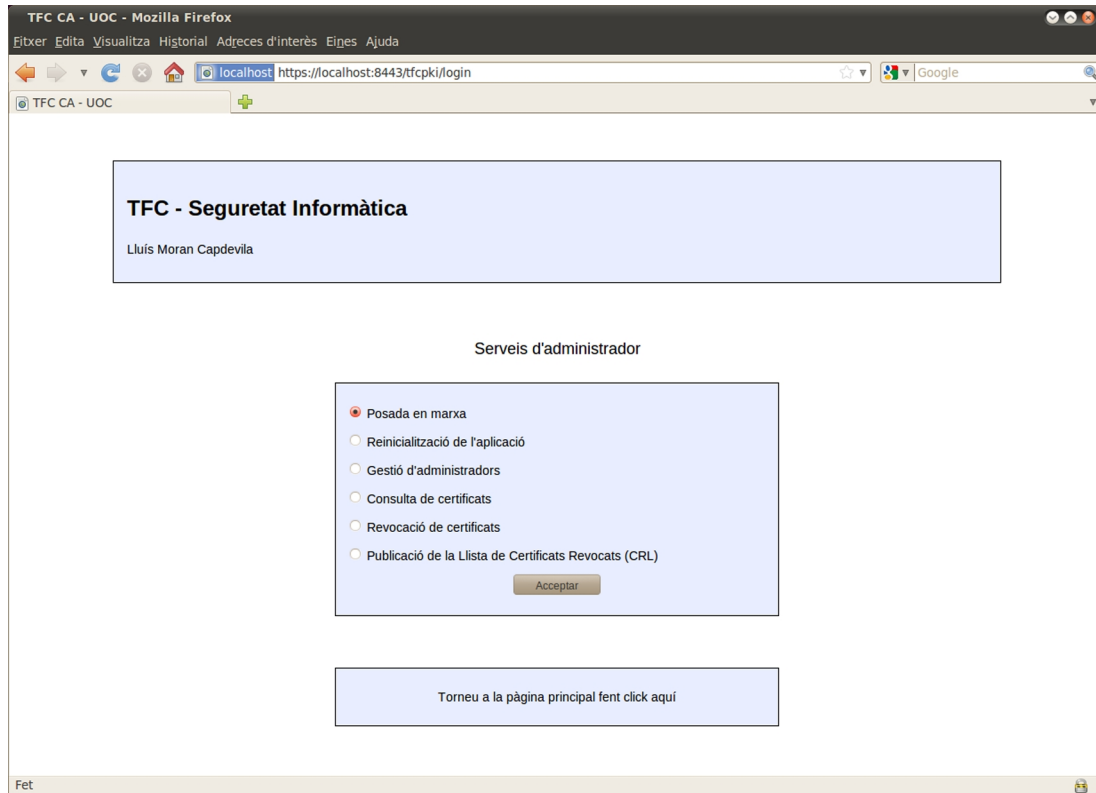 TFC CA - UOC - Mozilla Firefox
Fitxer Edita Visualitza Historial Adreces d'interès Eines Ajuda
localhost https://localhost:8443/tfcpki/login
Google
TFC CA - UOC
TFC - Seguretat Informàtica
Lluís Moran Capdevila
Serveis d'administrador
Posada en marxa
Reinicialització de l'aplicació
Gestió d'administradors
Consulta de certificats
Revocació de certificats
Publicació de la Llista de Certificats Revocats (CRL)
Acceptar
Torneu a la pàgina principal fent click aquí
Fet